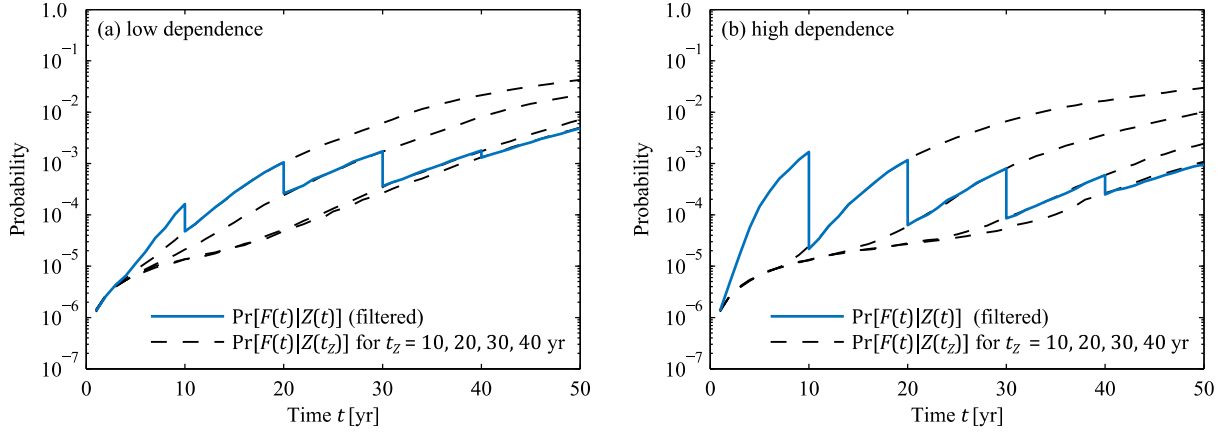 (a) low dependence
1.0
10⁻¹
10⁻²
10⁻³
10⁻⁴
10⁻⁵
10⁻⁶
10⁻⁷
Probability
Pr[F(t)|Z(t)] (filtered)
Pr[F(t)|Z(t_Z)] for t_Z = 10, 20, 30, 40 yr
0 10 20 30 40 50
Time t [yr]
(b) high dependence
1.0
10⁻¹
10⁻²
10⁻³
10⁻⁴
10⁻⁵
10⁻⁶
10⁻⁷
Probability
Pr[F(t)|Z(t)] (filtered)
Pr[F(t)|Z(t_Z)] for t_Z = 10, 20, 30, 40 yr
0 10 20 30 40 50
Time t [yr]